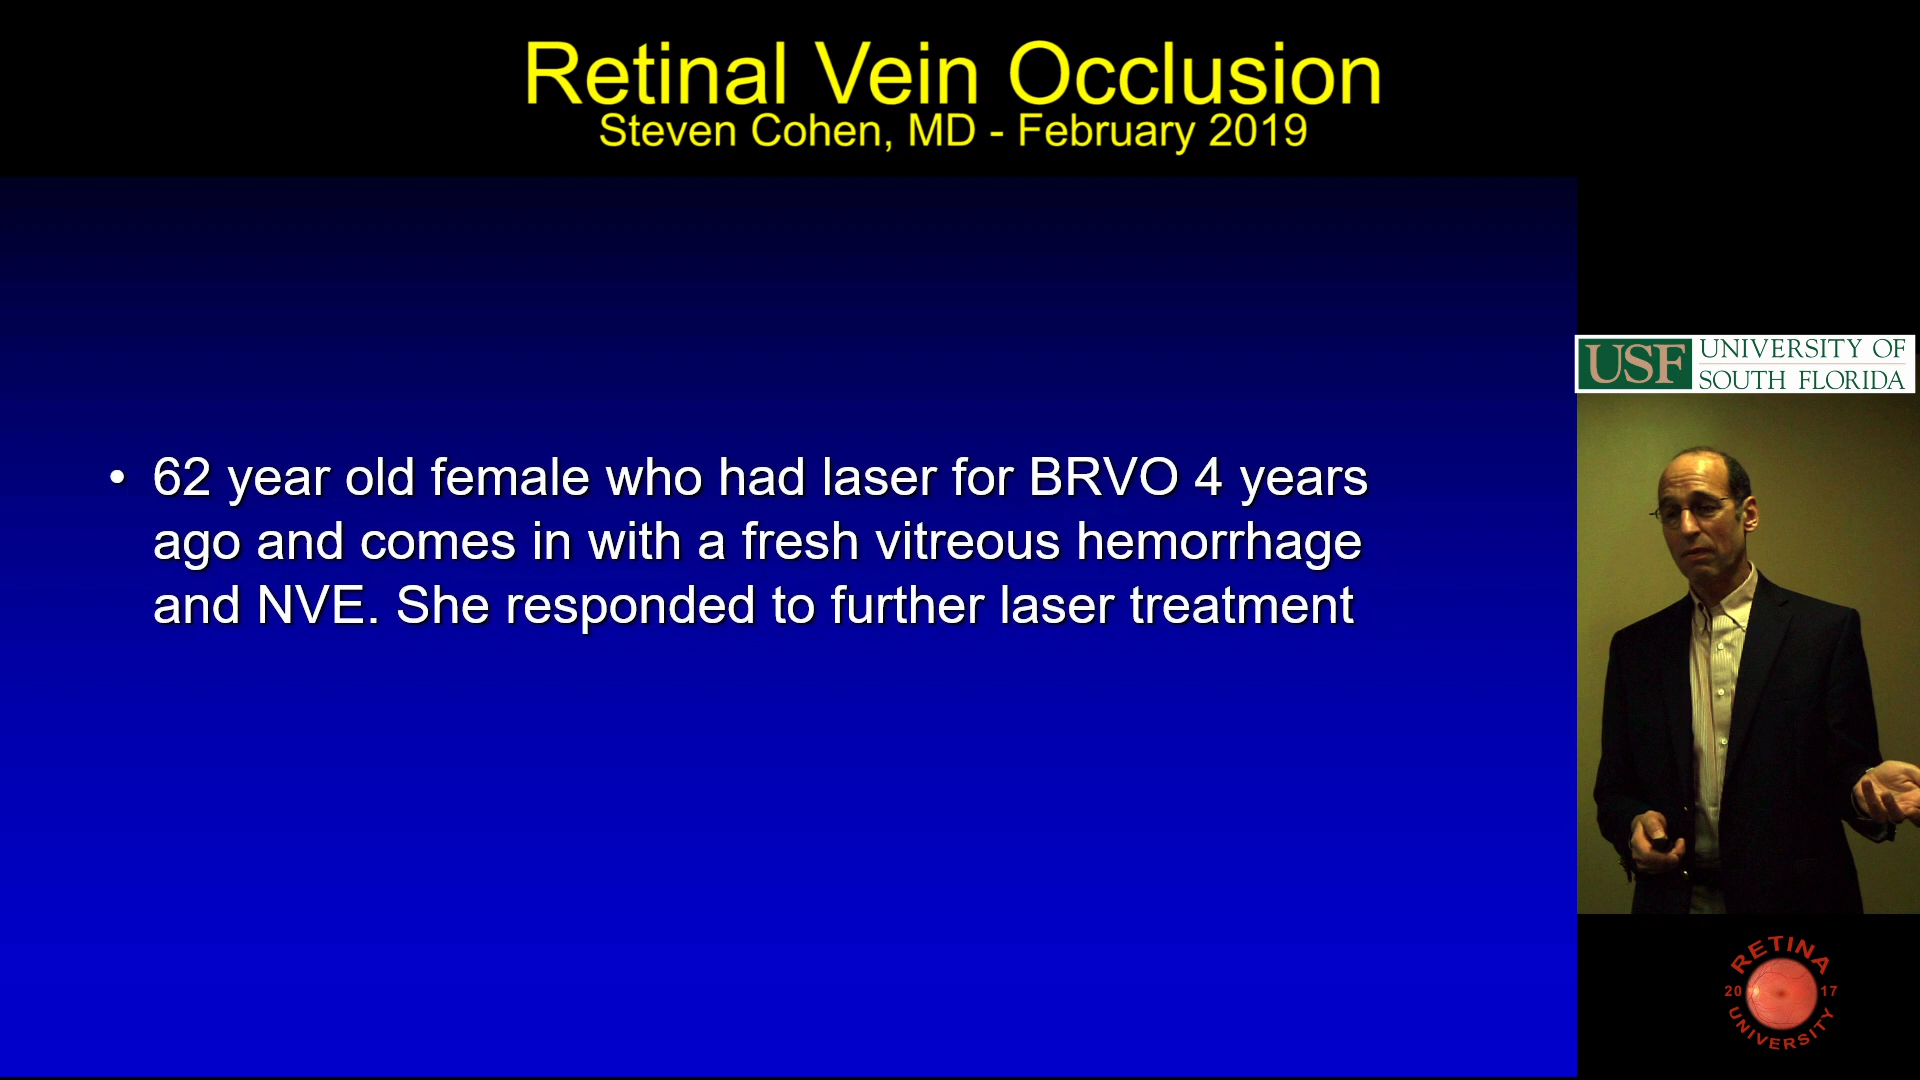 Retinal Vein Occlusion
Steven Cohen, MD - February 2019
• 62 year old female who had laser for BRVO 4 years
ago and comes in with a fresh vitreous hemorrhage
and NVE. She responded to further laser treatment
USF UNIVERSITY OF
SOUTH FLORIDA
RETINA
20 17
UNIVERSITY